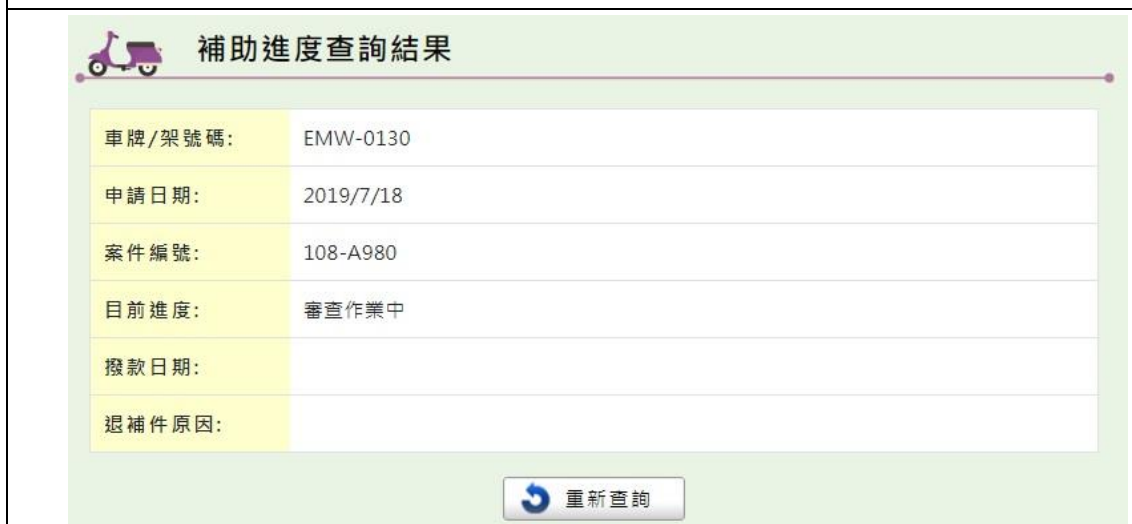 補助進度查詢結果
車牌/架號碼: EMW-0130
申請日期: 2019/7/18
案件編號: 108-A980
目前進度: 審查作業中
撥款日期:
退補件原因:
重新查詢